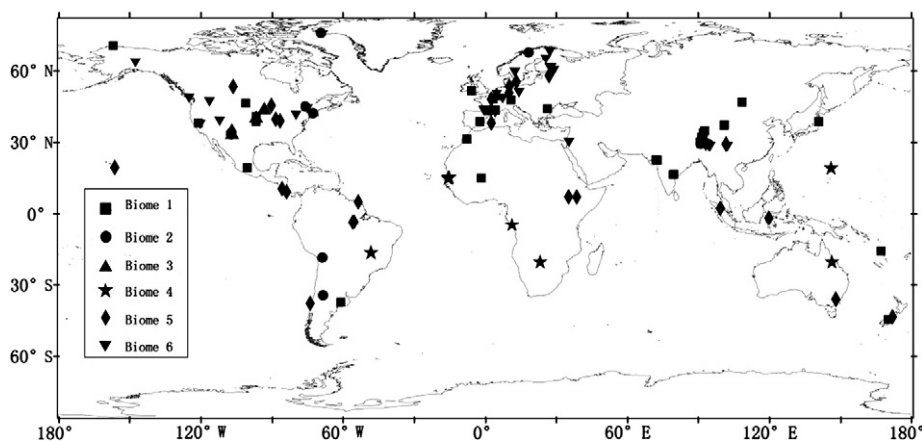 60° N
30° N
0°
30° S
60° S
Biome 1
Biome 2
Biome 3
Biome 4
Biome 5
Biome 6
180° 120° W 60° W 0° 60° E 120° E 180°